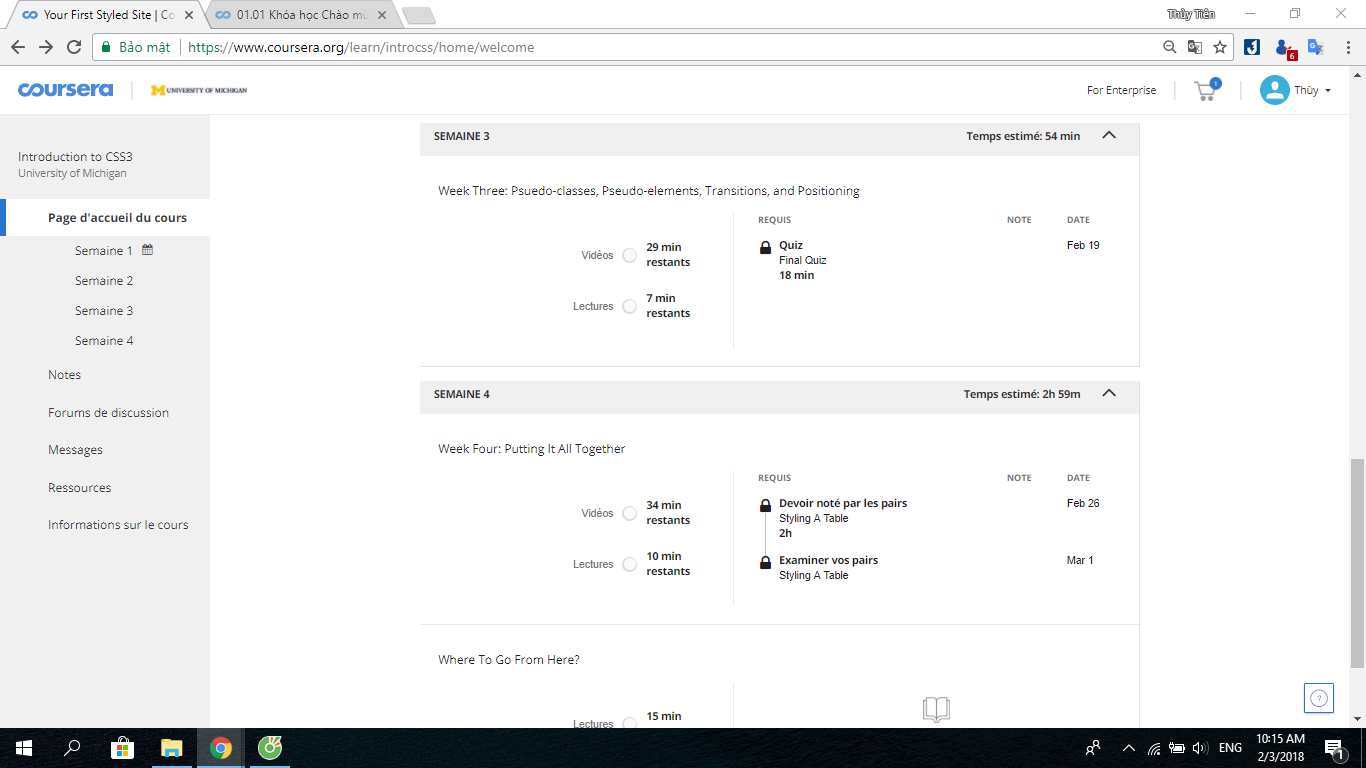 Your First Styled Site | Co
01.01 Khóa học Chào mừ
Thủy Tiên
Bảo mật
https://www.coursera.org/learn/introcss/home/welcome
6
coursera
M UNIVERSITY OF MICHIGAN
For Enterprise
1
Thùy
Introduction to CSS3
University of Michigan
Page d'accueil du cours
Semaine 1
Semaine 2
Semaine 3
Semaine 4
Notes
Forums de discussion
Messages
Ressources
Informations sur le cours
SEMAINE 3
Temps estimé: 54 min
Week Three: Psuedo-classes, Pseudo-elements, Transitions, and Positioning
Vidéos
29 min
restants
Lectures
7 min
restants
REQUIS
NOTE
DATE
Quiz
Feb 19
Final Quiz
18 min
SEMAINE 4
Temps estimé: 2h 59m
Week Four: Putting It All Together
Vidéos
34 min
restants
Lectures
10 min
restants
REQUIS
NOTE
DATE
Devoir noté par les pairs
Feb 26
Styling A Table
2h
Examiner vos pairs
Mar 1
Styling A Table
Where To Go From Here?
Lectures
15 min
?
ENG
10:15 AM
2/3/2018
1